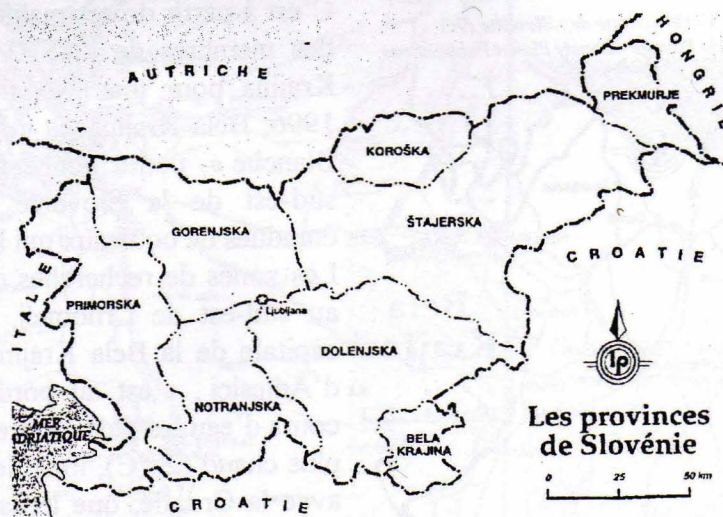 HONGRIE
AUTRICHE
PREKMURJE
KOROŠKA
GORENJSKA
ŠTAJERSKA
CROATIE
ALIE
PRIMORSKA
Ljubljana
DOLENJSKA
NOTRANJSKA
BELA
KRAJINA
MER
ADRIATIQUE
CROATIE
Les provinces
de Slovénie
0 25 50 km